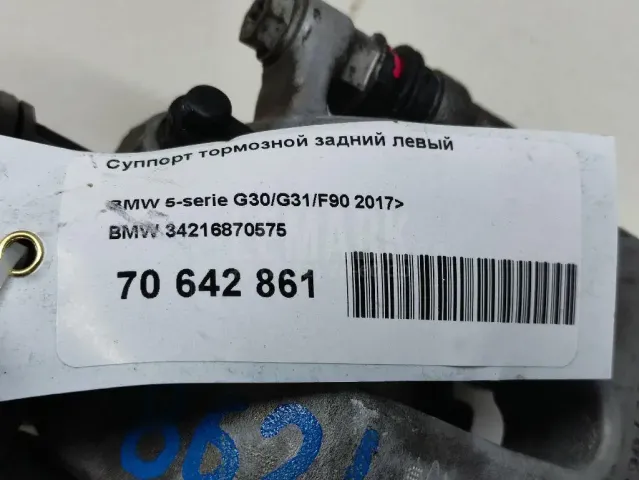 Суппорт тормозной задний левый
BMW 5-serie G30/G31/F90 2017>
BMW 34216870575
70 642 861